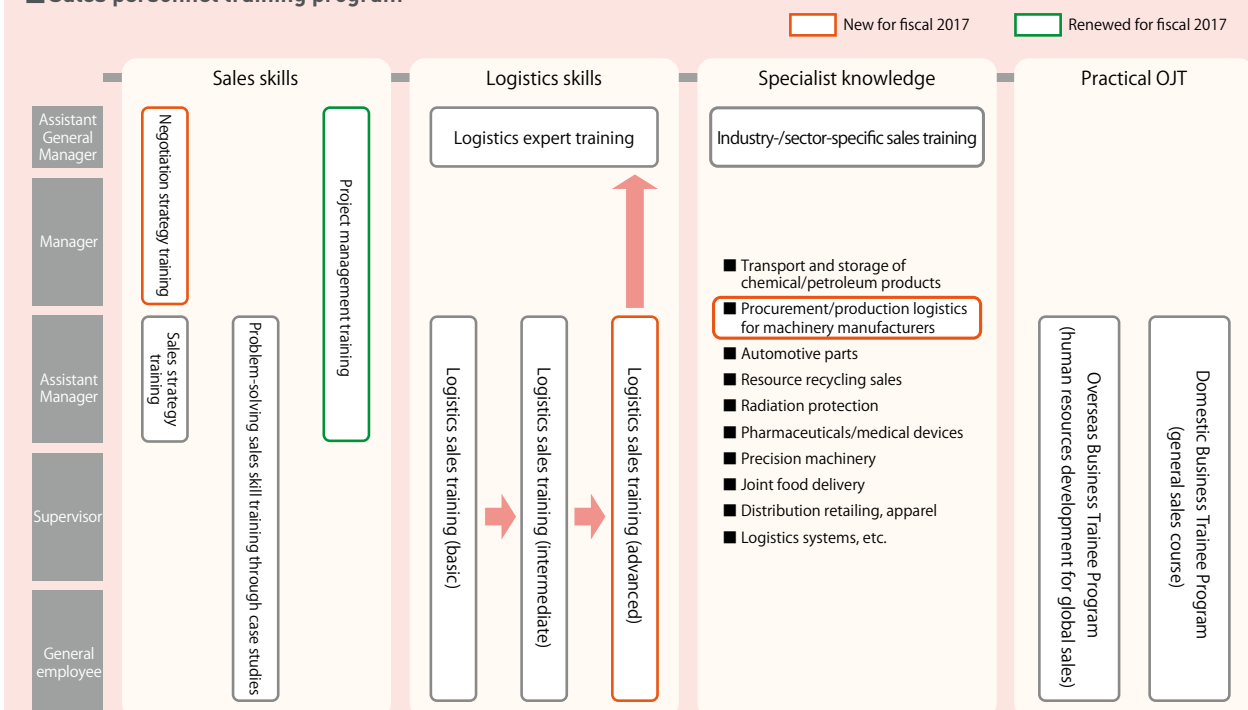 ■ Sales personnel training program
New for fiscal 2017
Renewed for fiscal 2017
Sales skills
Logistics skills
Specialist knowledge
Practical OJT
Assistant
General
Manager
Manager
Assistant
Manager
Supervisor
General
employee
Negotiation strategy training
Sales strategy
training
Problem-solving sales skill training through case studies
Project management training
Logistics expert training
Logistics sales training (basic)
Logistics sales training (intermediate)
Logistics sales training (advanced)
Industry-/sector-specific sales training
■ Transport and storage of
chemical/petroleum products
■ Procurement/production logistics
for machinery manufacturers
■ Automotive parts
■ Resource recycling sales
■ Radiation protection
■ Pharmaceuticals/medical devices
■ Precision machinery
■ Joint food delivery
■ Distribution retailing, apparel
■ Logistics systems, etc.
Overseas Business Trainee Program
(human resources development for global sales)
Domestic Business Trainee Program
(general sales course)